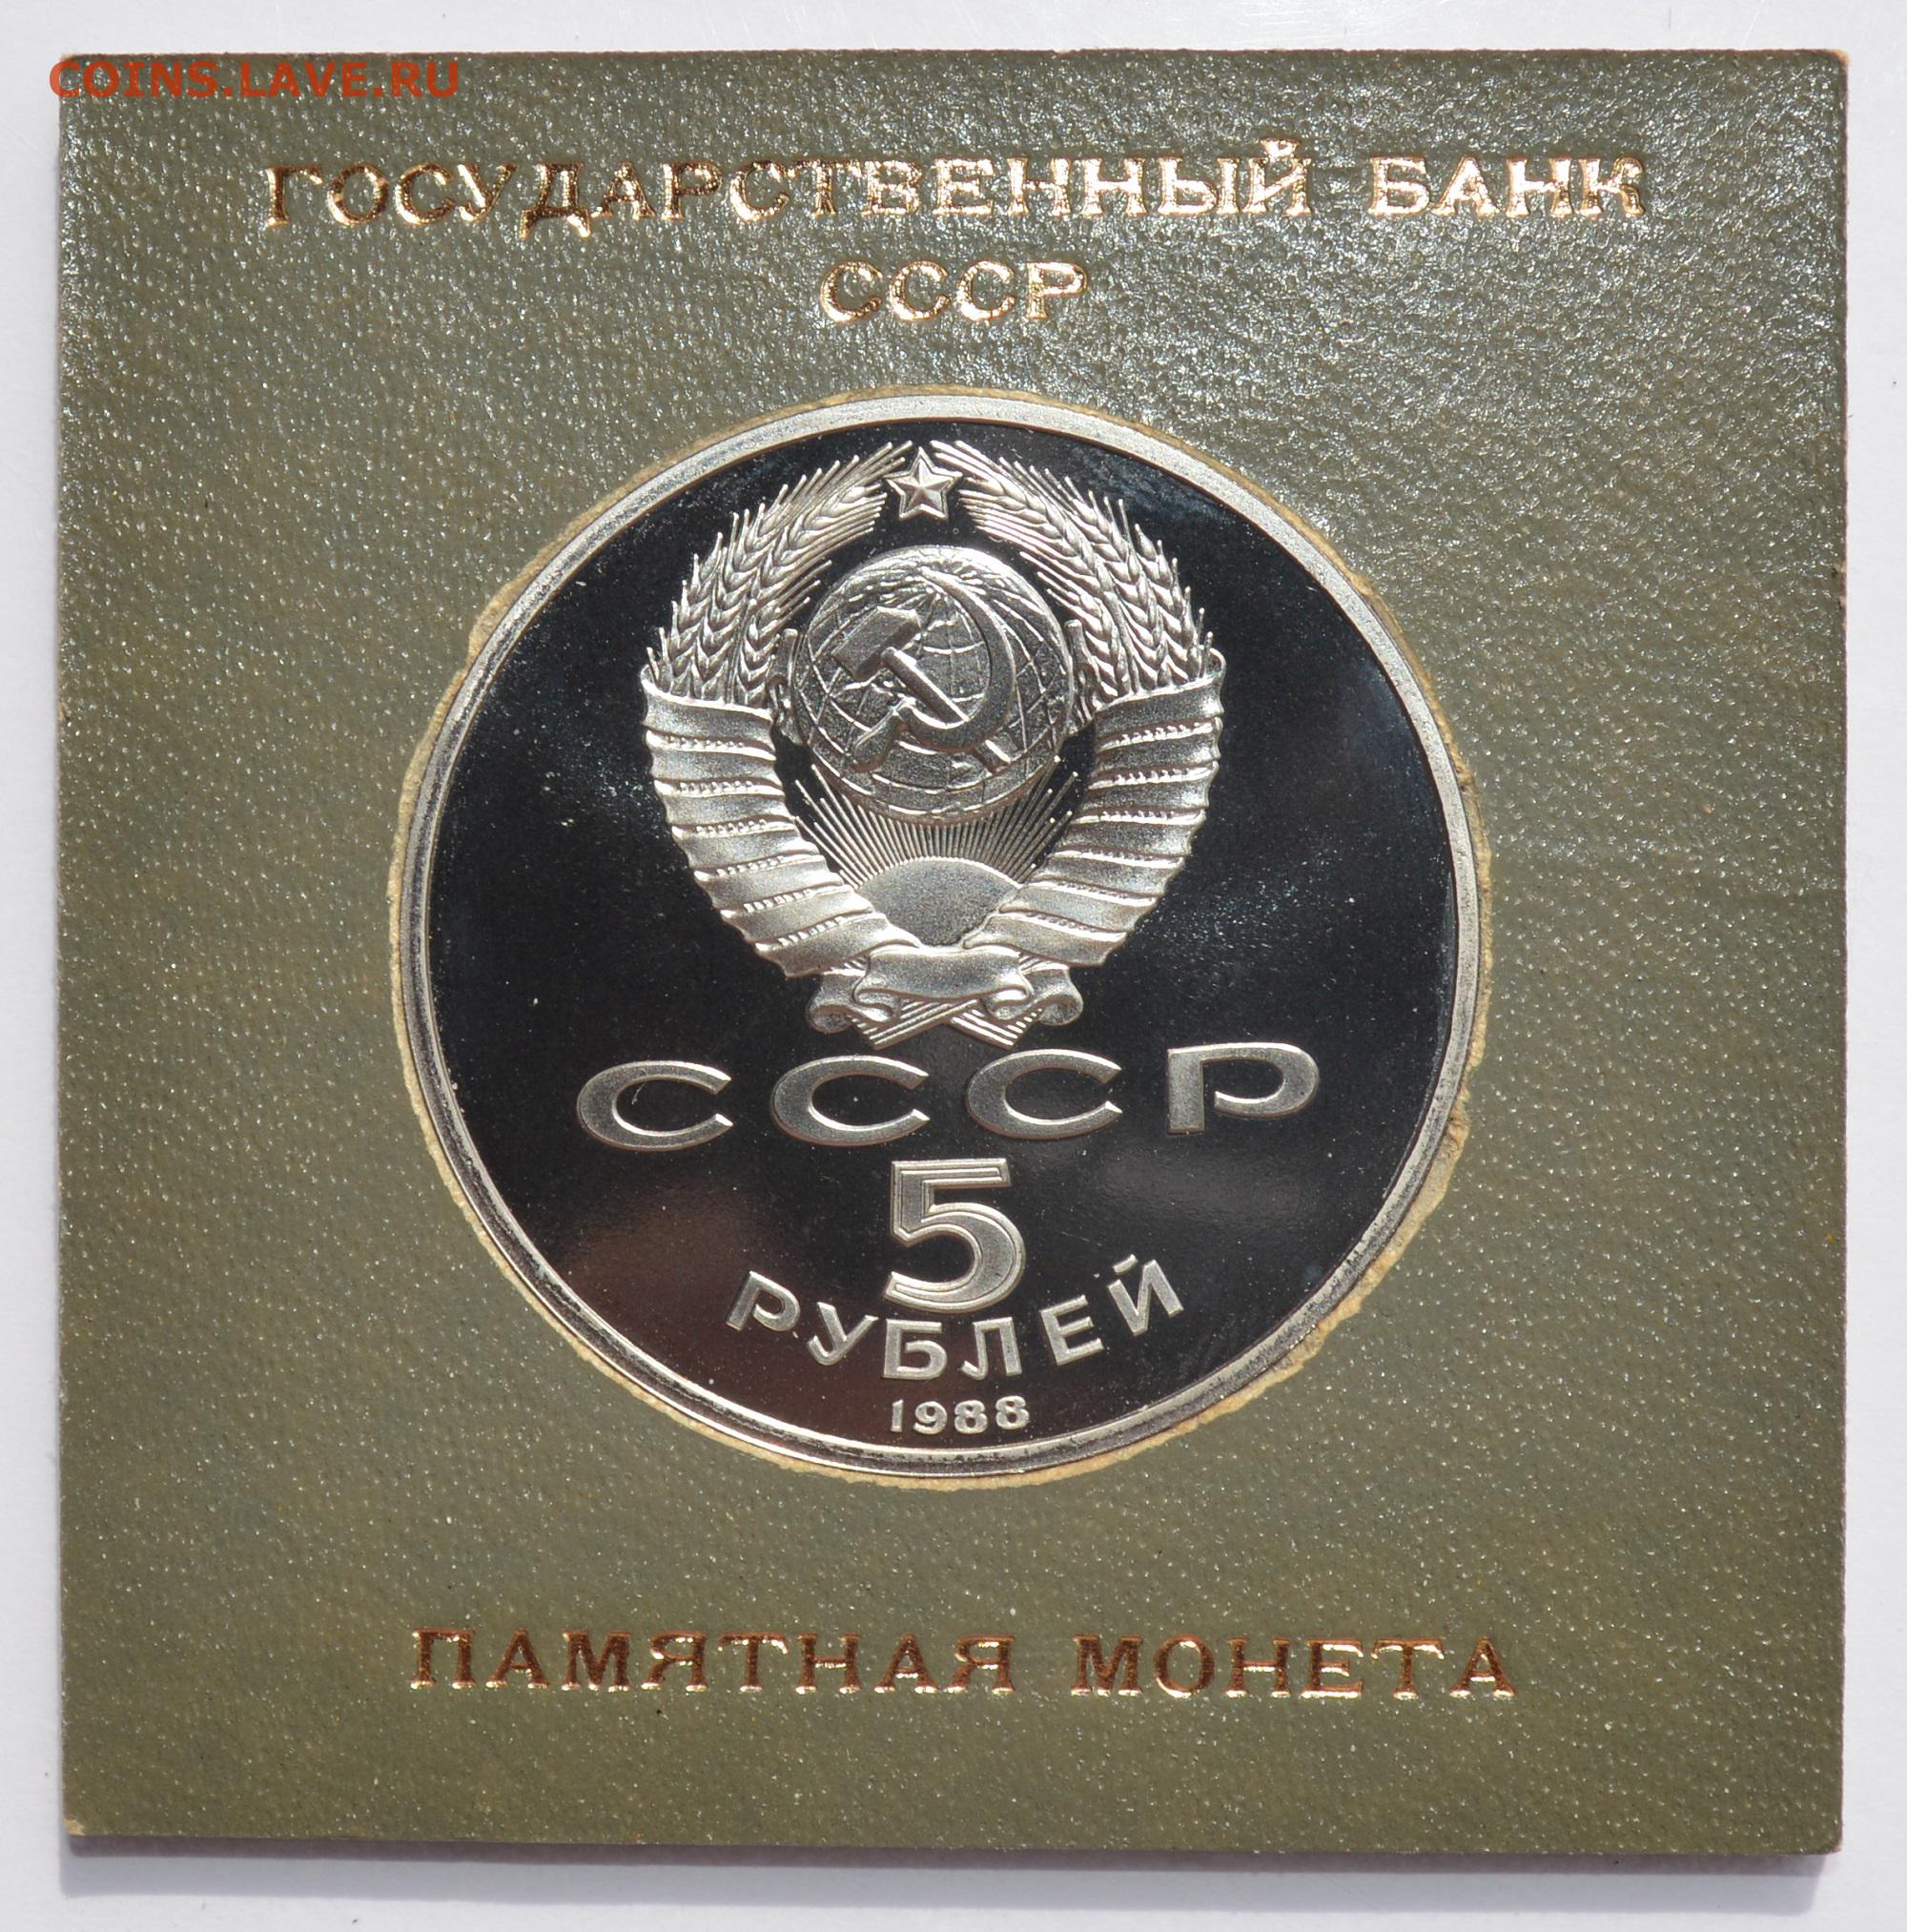 COINS.LAVE.RU
ГОСУДАРСТВЕННЫЙ БАНК
СССР
СССР
5
РУБЛЕЙ
1988
ПАМЯТНАЯ МОНЕТА